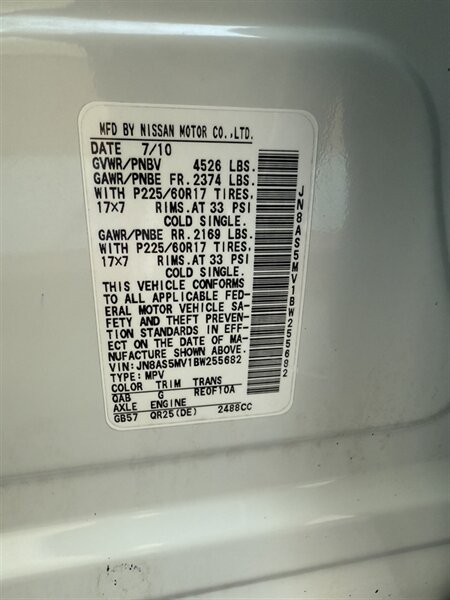 MFD BY NISSAN MOTOR CO.,LTD.
DATE 7/10
GVWR/PNBV 4526 LBS.
GAWR/PNBE FR. 2374 LBS.
WITH P225/60R17 TIRES,
17X7 RIMS.AT 33 PSI
COLD SINGLE.
GAWR/PNBE RR. 2169 LBS.
WITH P225/60R17 TIRES,
17X7 RIMS.AT 33 PSI
COLD SINGLE.
THIS VEHICLE CONFORMS
TO ALL APPLICABLE FED-
ERAL MOTOR VEHICLE SA-
FETY AND THEFT PREVEN-
TION STANDARDS IN EFF-
ECT ON THE DATE OF MA-
NUFACTURE SHOWN ABOVE.
VIN:JN8AS5MV1BW255682
TYPE: MPV
COLOR TRIM TRANS
QAB G RE0F10A
AXLE ENGINE
GB57 QR25(DE) 2488CC
JN8AS5MV1BW255682